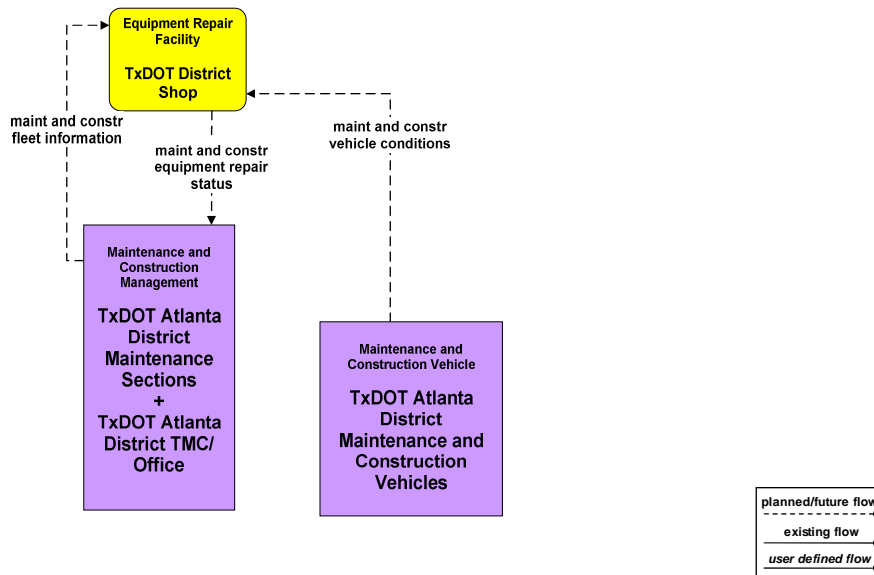 Equipment Repair
Facility
TxDOT District
Shop
maint and constr
fleet information
maint and constr
equipment repair
status
maint and constr
vehicle conditions
Maintenance and
Construction
Management
TxDOT Atlanta
District
Maintenance
Sections
+
TxDOT Atlanta
District TMC/
Office
Maintenance and
Construction Vehicle
TxDOT Atlanta
District
Maintenance and
Construction
Vehicles
planned/future flow
existing flow
user defined flow